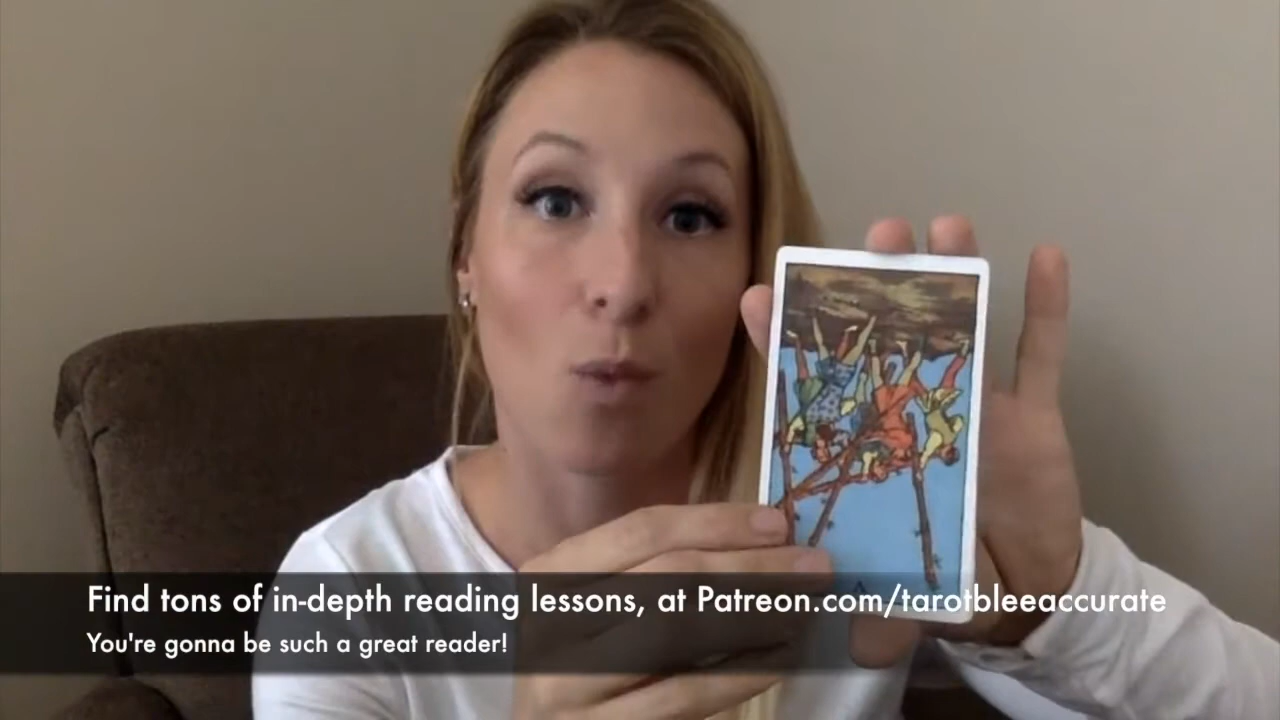 Find tons of in-depth reading lessons, at Patreon.com/tarotbleeaccurate
You're gonna be such a great reader!